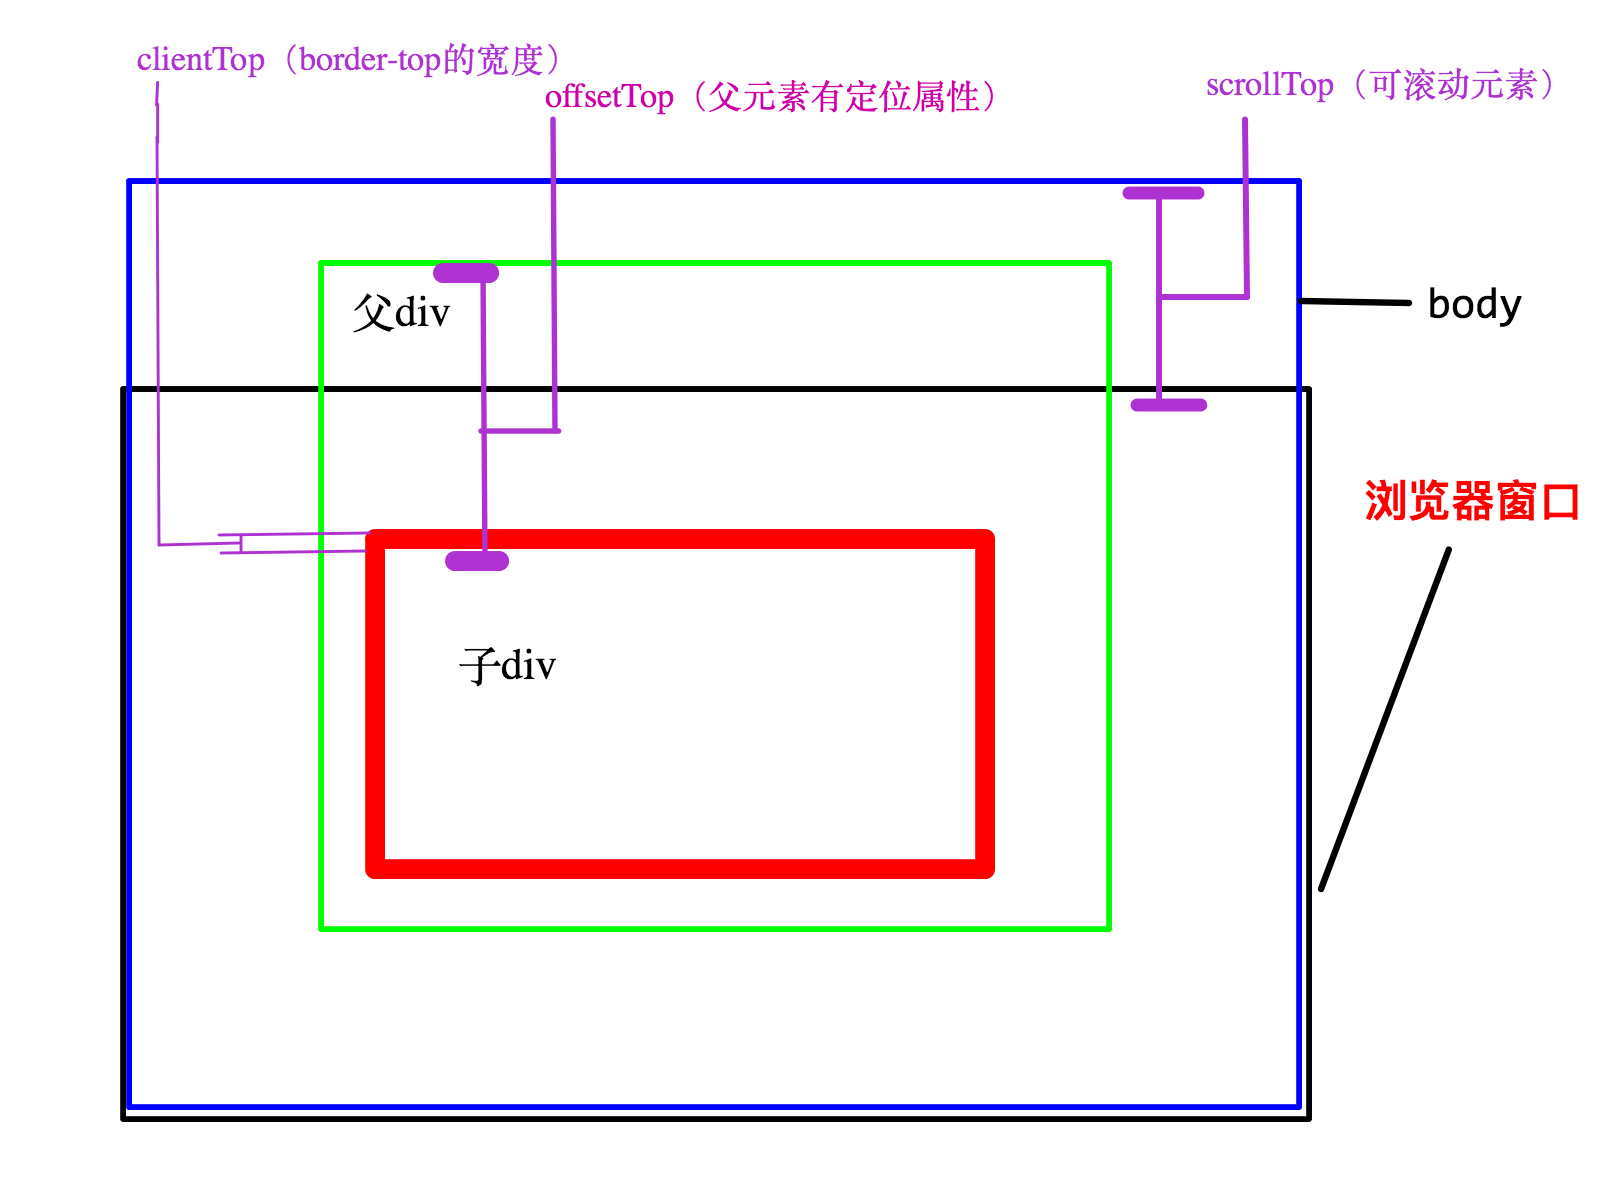 clientTop（border-top的宽度）
offsetTop（父元素有定位属性）
scrollTop（可滚动元素）
父div
body
浏览器窗口
子div